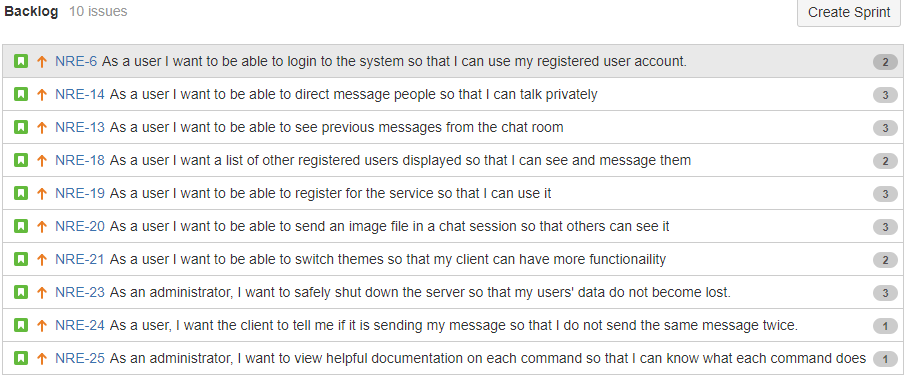 Backlog 10 issues
Create Sprint
NRE-6 As a user I want to be able to login to the system so that I can use my registered user account. 2
NRE-14 As a user I want to be able to direct message people so that I can talk privately 3
NRE-13 As a user I want to be able to see previous messages from the chat room 3
NRE-18 As a user I want a list of other registered users displayed so that I can see and message them 2
NRE-19 As a user I want to be able to register for the service so that I can use it 3
NRE-20 As a user I want to be able to send an image file in a chat session so that others can see it 3
NRE-21 As a user I want to be able to switch themes so that my client can have more functionaility 2
NRE-23 As an administrator, I want to safely shut down the server so that my users' data do not become lost. 3
NRE-24 As a user, I want the client to tell me if it is sending my message so that I do not send the same message twice. 1
NRE-25 As an administrator, I want to view helpful documentation on each command so that I can know what each command does 1